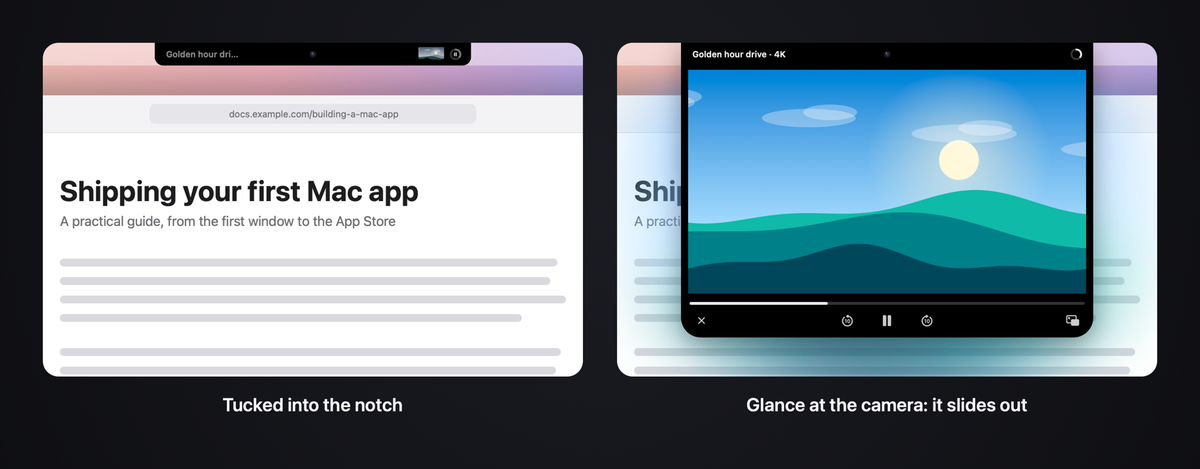 Golden hour dri...
docs.example.com/building-a-mac-app
Shipping your first Mac app
A practical guide, from the first window to the App Store
Tucked into the notch
Golden hour drive · 4K
Ship
A practi
10
10
Glance at the camera: it slides out